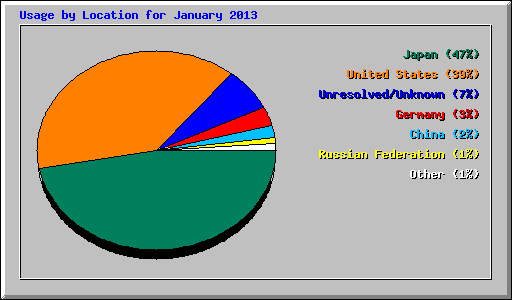 Usage by Location for January 2013
Japan (47%)
United States (39%)
Unresolved/Unknown (7%)
Germany (3%)
China (2%)
Russian Federation (1%)
Other (1%)